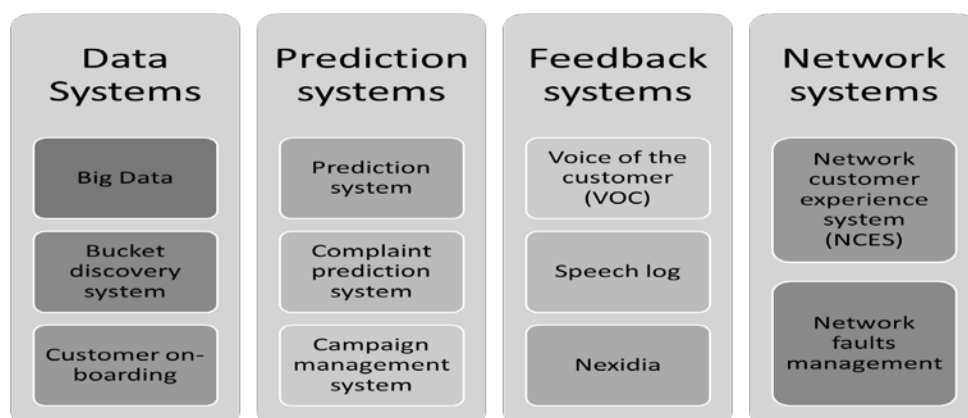 Data
Systems
Big Data
Bucket
discovery
system
Customer on-
boarding
Prediction
systems
Prediction
system
Complaint
prediction
system
Campaign
management
system
Feedback
systems
Voice of the
customer
(VOC)
Speech log
Nexidia
Network
systems
Network
customer
experience
system
(NCES)
Network
faults
management